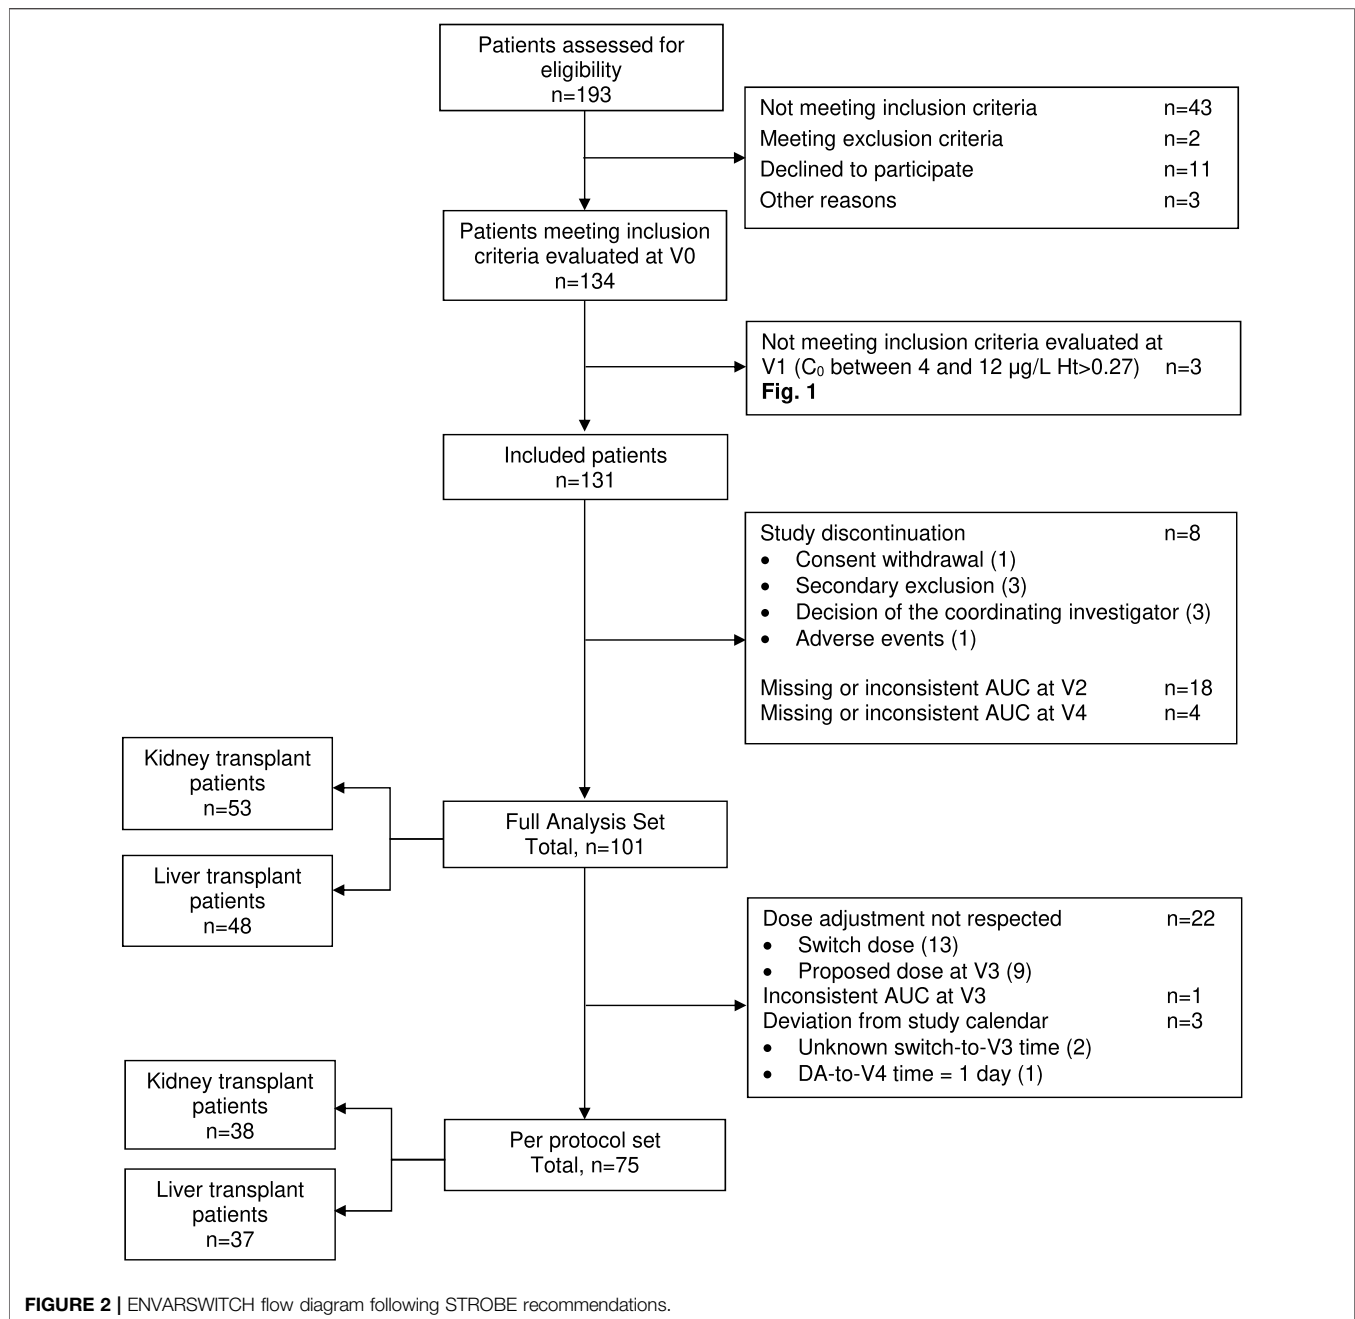 Patients assessed for
eligibility
n=193
Not meeting inclusion criteria n=43
Meeting exclusion criteria n=2
Declined to participate n=11
Other reasons n=3
Patients meeting inclusion
criteria evaluated at V0
n=134
Not meeting inclusion criteria evaluated at
V1 (C₀ between 4 and 12 µg/L Ht>0.27) n=3
Fig. 1
Included patients
n=131
Study discontinuation n=8
• Consent withdrawal (1)
• Secondary exclusion (3)
• Decision of the coordinating investigator (3)
• Adverse events (1)
Missing or inconsistent AUC at V2 n=18
Missing or inconsistent AUC at V4 n=4
Kidney transplant
patients
n=53
Full Analysis Set
Total, n=101
Liver transplant
patients
n=48
Dose adjustment not respected n=22
• Switch dose (13)
• Proposed dose at V3 (9)
Inconsistent AUC at V3 n=1
Deviation from study calendar n=3
• Unknown switch-to-V3 time (2)
• DA-to-V4 time = 1 day (1)
Kidney transplant
patients
n=38
Per protocol set
Total, n=75
Liver transplant
patients
n=37
FIGURE 2 | ENVARSWITCH flow diagram following STROBE recommendations.